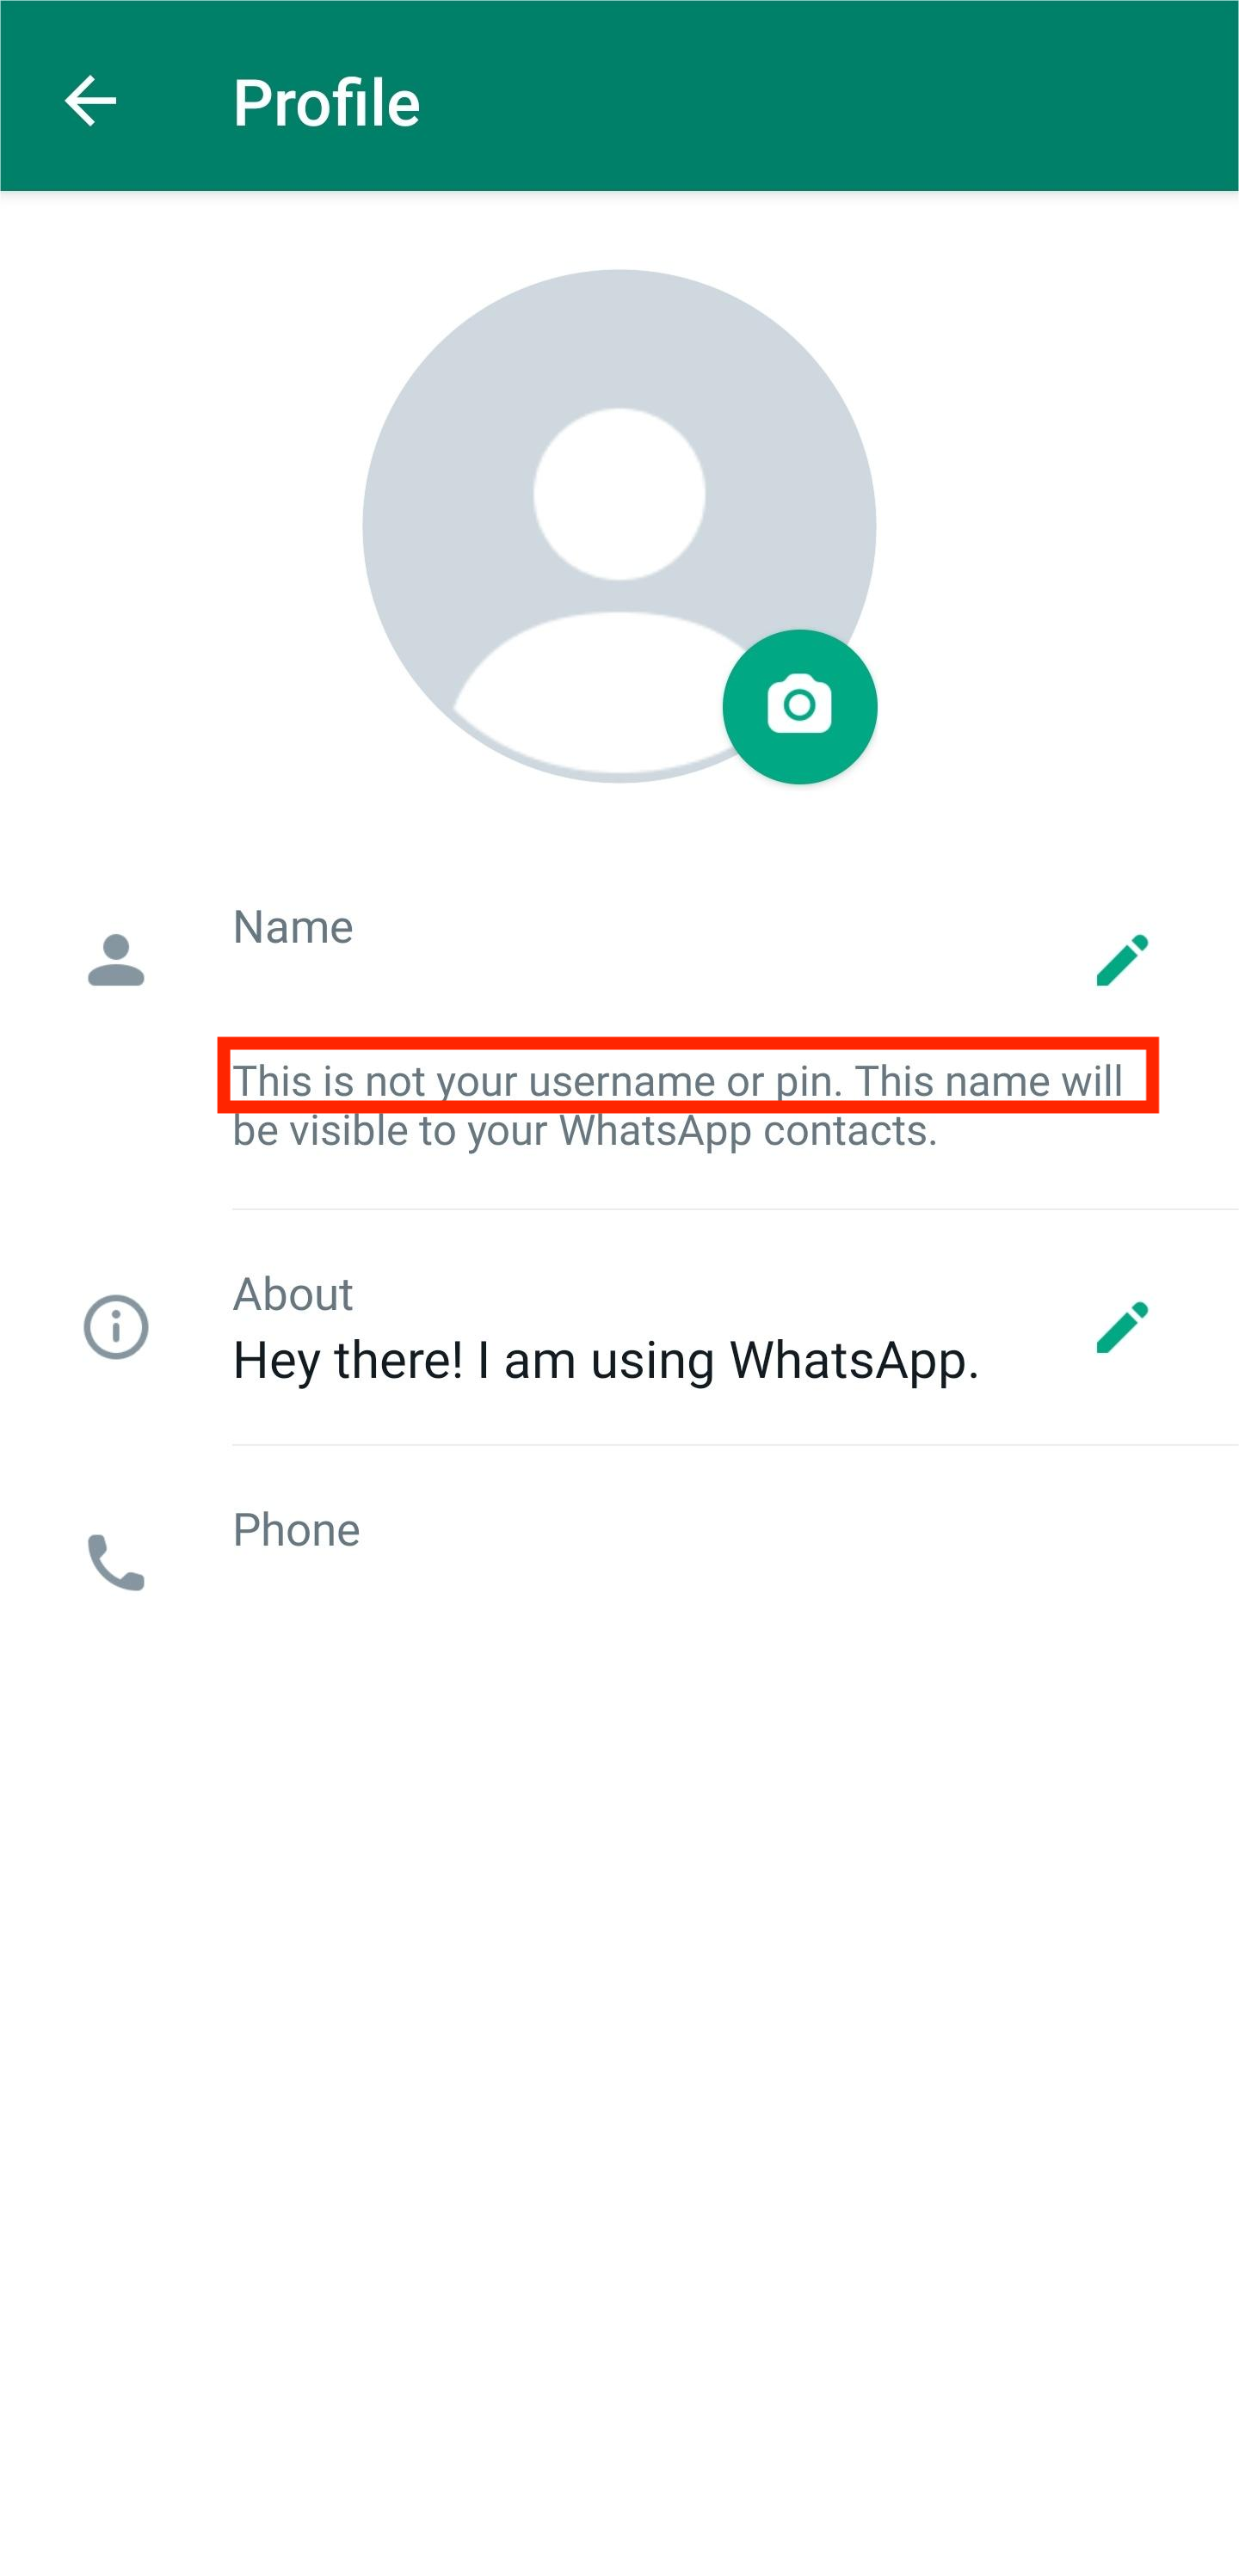 Profile
Name
This is not your username or pin. This name will
be visible to your WhatsApp contacts.
About
Hey there! I am using WhatsApp.
Phone